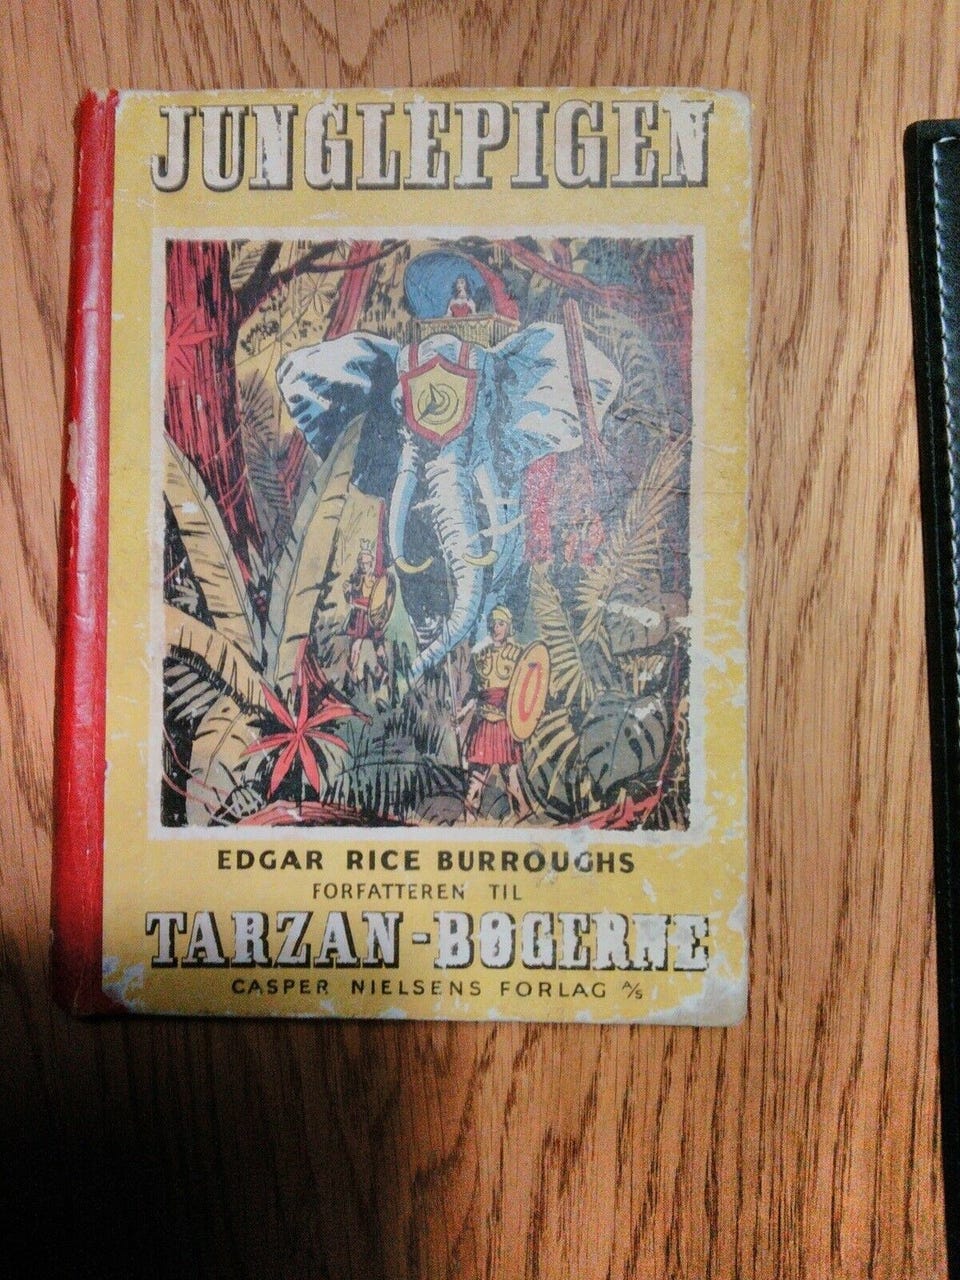 JUNGLEPIGEN
EDGAR RICE BURROUGHS
FORFATTEREN TIL
TARZAN-BØGERNE
CASPER NIELSENS FORLAG A/S